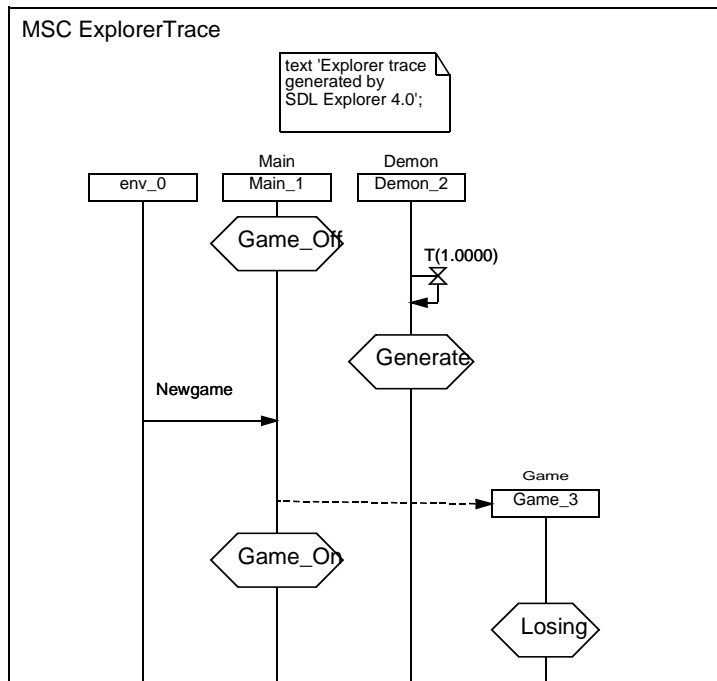 MSC ExplorerTrace
text 'Explorer trace
generated by
SDL Explorer 4.0';
Main
Demon
env_0
Main_1
Demon_2
Game_Off
T(1.0000)
Generate
Newgame
Game
Game_3
Game_On
Losing